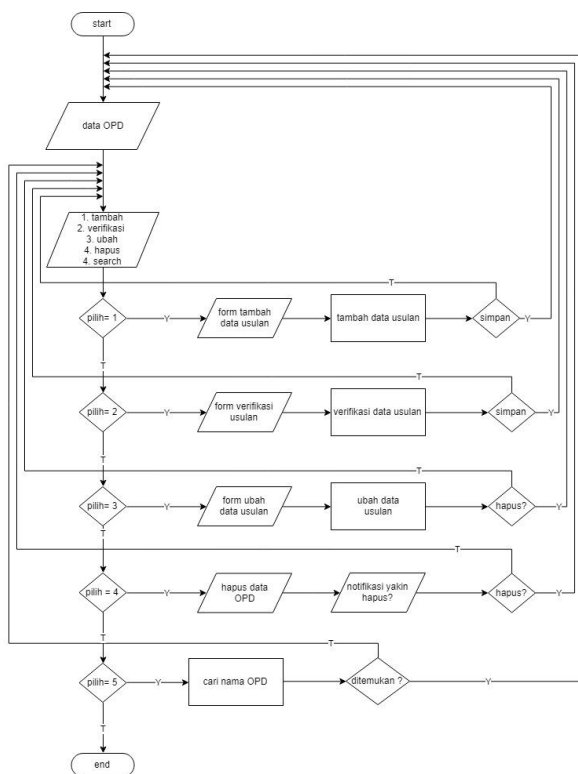 start
data OPD
1. tambah
2. verifikasi
3. ubah
4. hapus
4. search
T
pilih= 1
Y
form tambah
data usulan
tambah data usulan
simpan
Y
T
T
pilih= 2
Y
form verifikasi
usulan
verifikasi data usulan
simpan
Y
T
T
pilih= 3
Y
form ubah
data usulan
ubah data
usulan
hapus?
Y
T
T
pilih = 4
Y
hapus data
OPD
notifikasi yakin
hapus?
hapus?
Y
T
T
pilih= 5
Y
cari nama OPD
ditemukan ?
Y
T
end